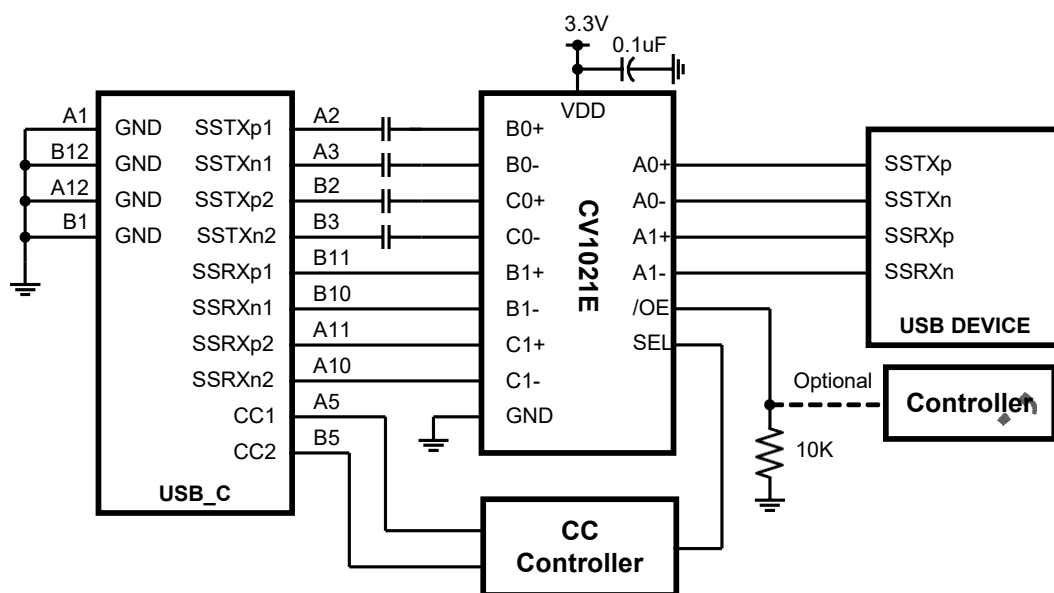 3.3V
0.1uF
A1
B12
A12
B1
GND
GND
GND
GND
SSTXp1
SSTXn1
SSTXp2
SSTXn2
SSRXp1
SSRXn1
SSRXp2
SSRXn2
CC1
CC2
USB_C
A2
A3
B2
B3
B11
B10
A11
A10
A5
B5
VDD
B0+
B0-
C0+
C0-
B1+
B1-
C1+
C1-
GND
CV1021E
A0+
A0-
A1+
A1-
/OE
SEL
SSTXp
SSTXn
SSRXp
SSRXn
USB DEVICE
Optional
Controller
10K
CC
Controller